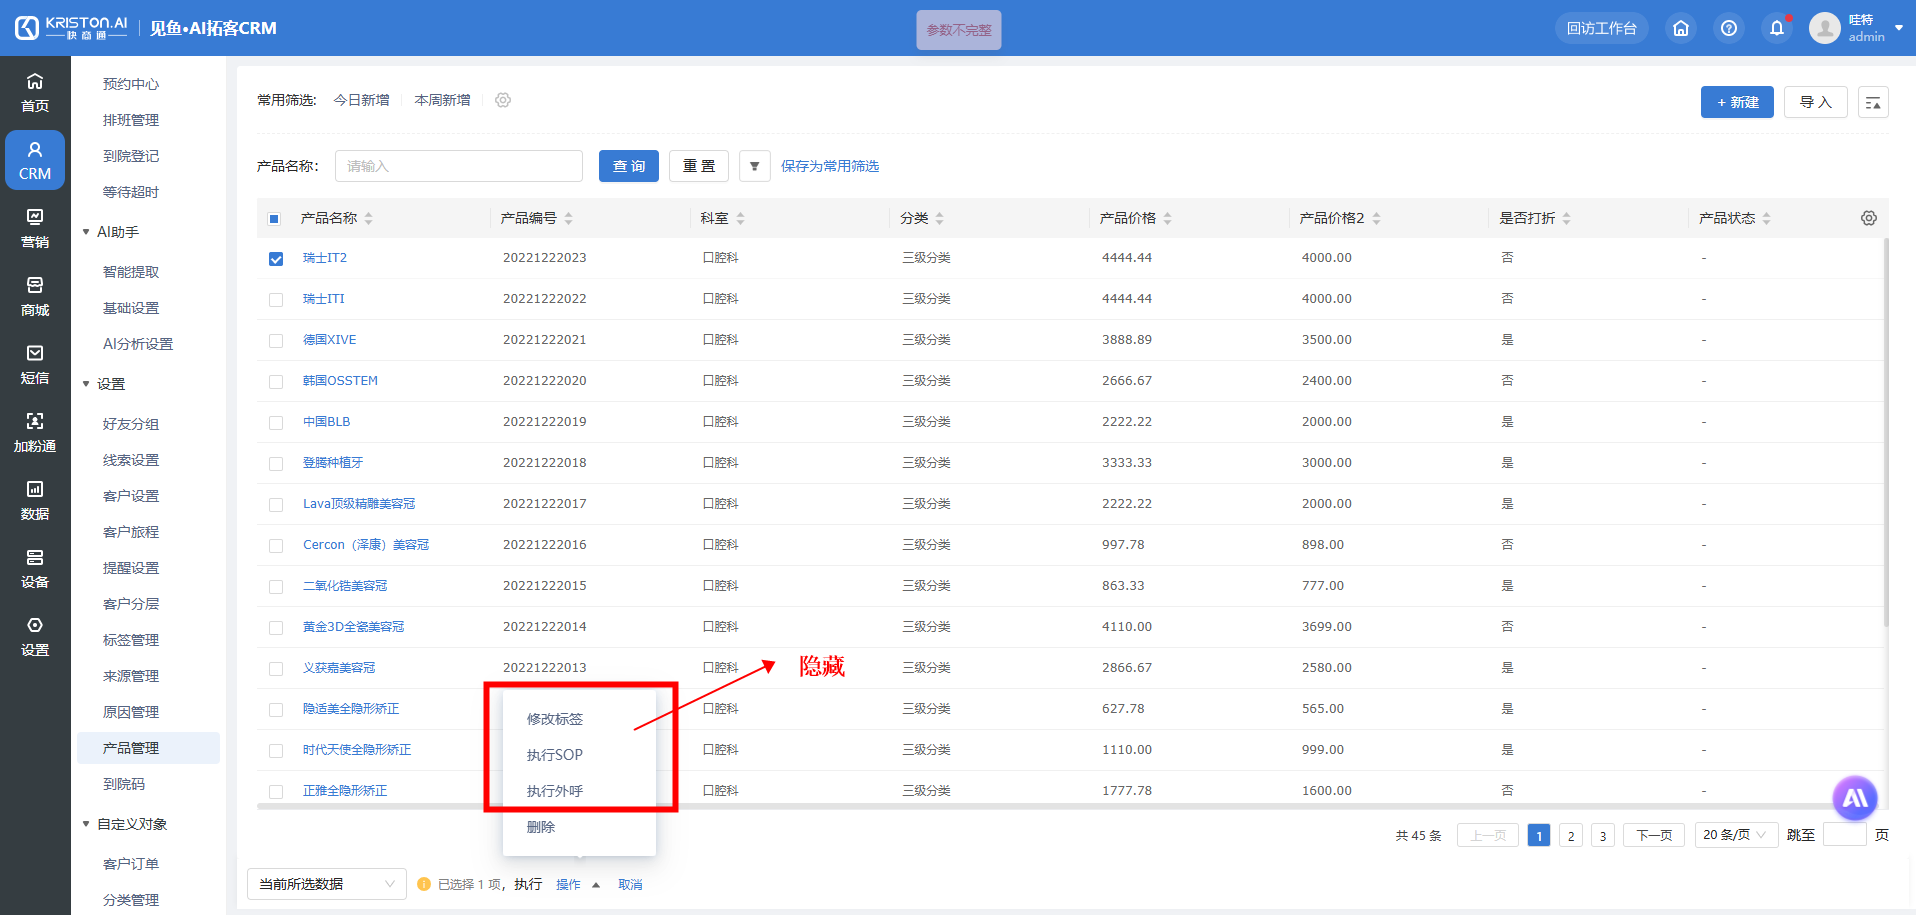 KRISTON.AI
快商通
见鱼•AI拓客CRM
参数不完整
回访工作台
哇特
admin
首页
CRM
营销
商城
短信
加粉通
数据
设备
设置
预约中心
排班管理
到院登记
等待超时
AI助手
智能提取
基础设置
AI分析设置
设置
好友分组
线索设置
客户设置
客户旅程
提醒设置
客户分层
标签管理
来源管理
原因管理
产品管理
到院码
自定义对象
客户订单
分类管理
常用筛选: 今日新增 本周新增
+ 新建 导 入
产品名称: 请输入 查 询 重 置 保存为常用筛选
产品名称 产品编号 科室 分类 产品价格 产品价格2 是否打折 产品状态
瑞士IT2 20221222023 口腔科 三级分类 4444.44 4000.00 否 -
瑞士ITI 20221222022 口腔科 三级分类 4444.44 4000.00 否 -
德国XIVE 20221222021 口腔科 三级分类 3888.89 3500.00 是 -
韩国OSSTEM 20221222020 口腔科 三级分类 2666.67 2400.00 否 -
中国BLB 20221222019 口腔科 三级分类 2222.22 2000.00 是 -
登腾种植牙 20221222018 口腔科 三级分类 3333.33 3000.00 是 -
Lava顶级精雕美容冠 20221222017 口腔科 三级分类 2222.22 2000.00 是 -
Cercon（泽康）美容冠 20221222016 口腔科 三级分类 997.78 898.00 否 -
二氧化锆美容冠 20221222015 口腔科 三级分类 863.33 777.00 是 -
黄金3D全瓷美容冠 20221222014 口腔科 三级分类 4110.00 3699.00 否 -
义获嘉美容冠 20221222013 口腔科 三级分类 2866.67 2580.00 是 -
隐适美全隐形矫正 口腔科 三级分类 627.78 565.00 是 -
时代天使全隐形矫正 口腔科 三级分类 1110.00 999.00 是 -
正雅全隐形矫正 口腔科 三级分类 1777.78 1600.00 否 -
隐藏
修改标签
执行SOP
执行外呼
删除
共 45 条 上一页 1 2 3 下一页 20 条/页 跳至 页
当前所选数据 已选择 1 项，执行 操作 取消